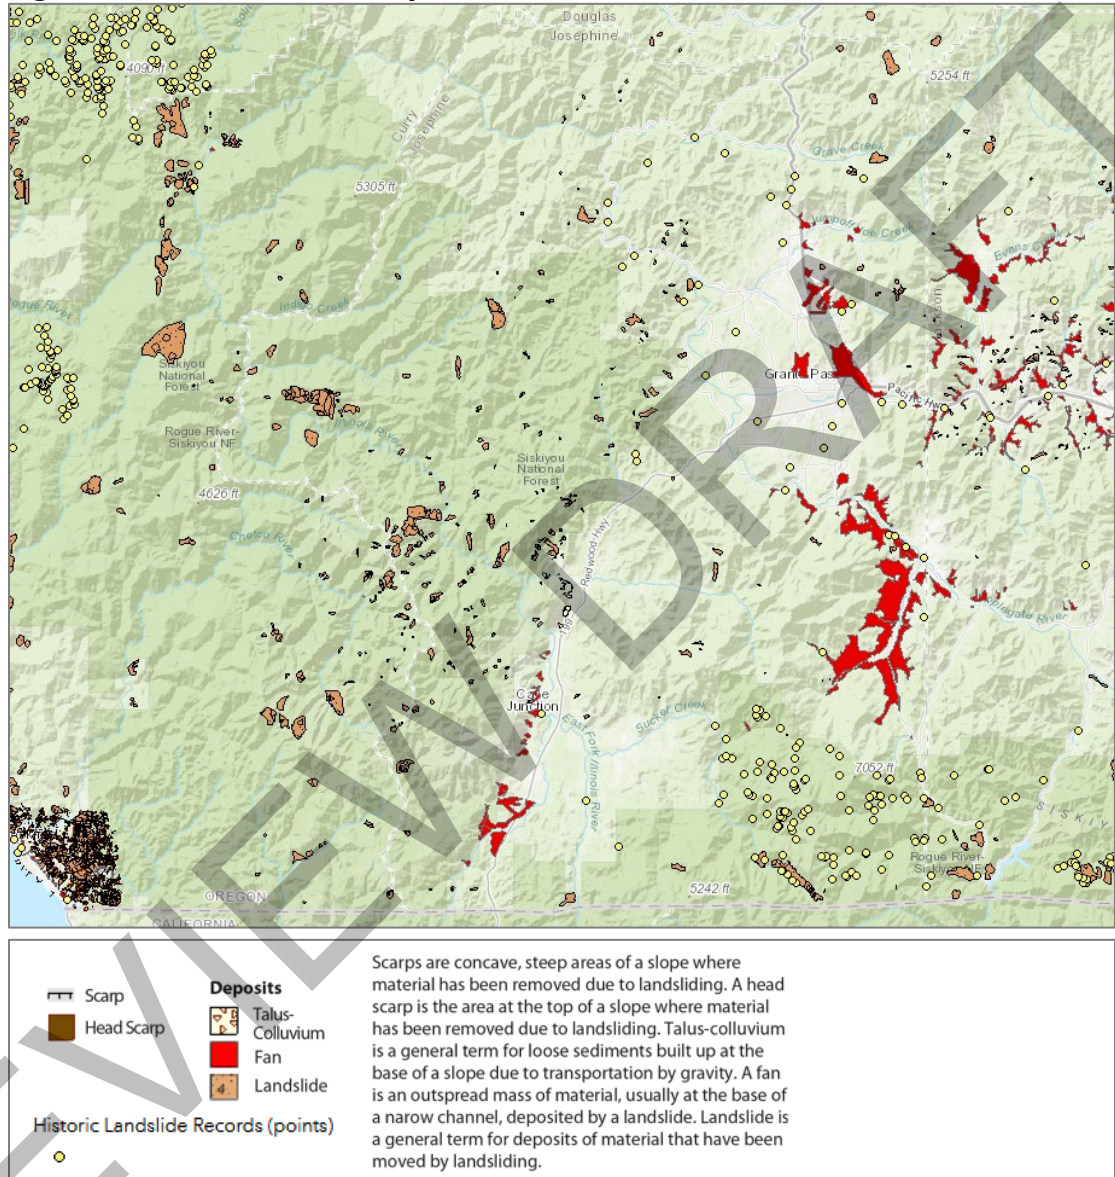 Douglas
Josephine
4090 ft
5254 ft
Curry
Josephine
Grave Creek
5305 ft
Jumpoff Joe Creek
Evans Creek
Rogue River
Indigo Creek
Siskiyou
National
Forest
Grants Pass
Pacific Hwy
Rogue River-
Siskiyou NF
Illinois River
Siskiyou
National
Forest
4626 ft
Chetco River
Redwood Hwy
199
Applegate River
Cave
Junction
East Fork Illinois River
Sucker Creek
7052 ft
SISKIY
Rogue River-
Siskiyou NF
5242 ft
OREGON
CALIFORNIA
REVIEW DRAFT
Scarp
Head Scarp
Deposits
Talus-
Colluvium
Fan
Landslide
Historic Landslide Records (points)
Scarps are concave, steep areas of a slope where
material has been removed due to landsliding. A head
scarp is the area at the top of a slope where material
has been removed due to landsliding. Talus-colluvium
is a general term for loose sediments built up at the
base of a slope due to transportation by gravity. A fan
is an outspread mass of material, usually at the base of
a narow channel, deposited by a landslide. Landslide is
a general term for deposits of material that have been
moved by landsliding.